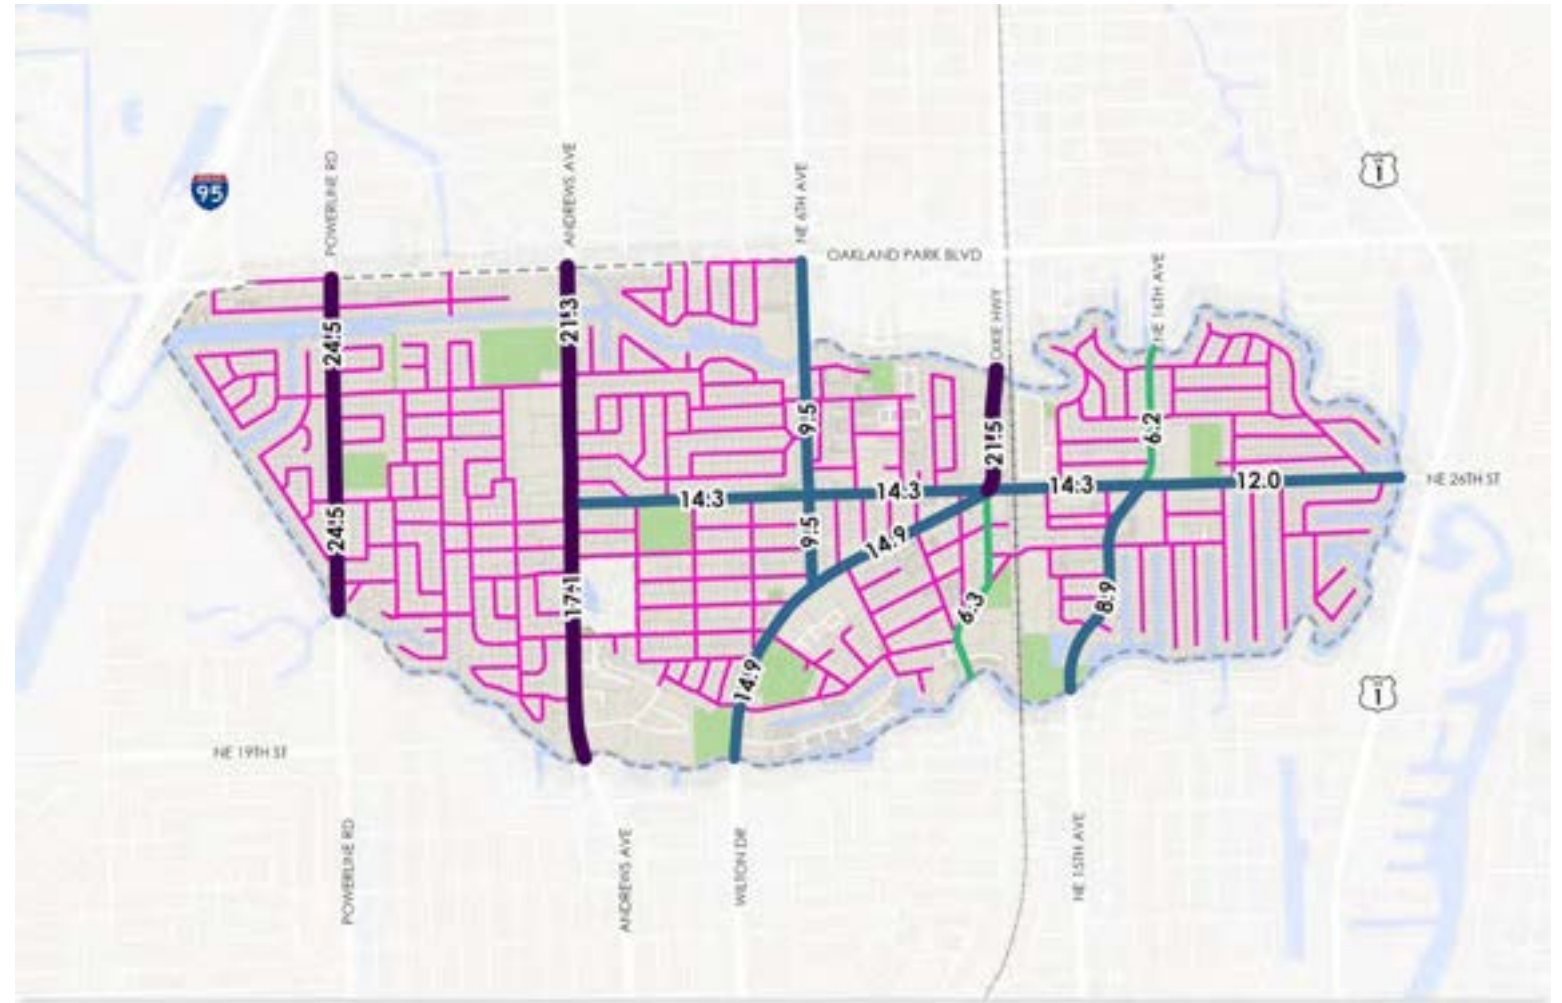 POWERLINE RD
ANDREWS AVE
NE 6TH AVE
1
95
OAKLAND PARK BLVD
NE 16TH AVE
DIXIE HWY
24.5
21.3
9.5
21.5
6.2
14.3
14.3
14.3
12.0
NE 26TH ST
24.5
9.5
14.9
17.1
6.3
8.9
14.9
1
NE 19TH ST
POWERLINE RD
ANDREWS AVE
WILTON DR
NE 15TH AVE